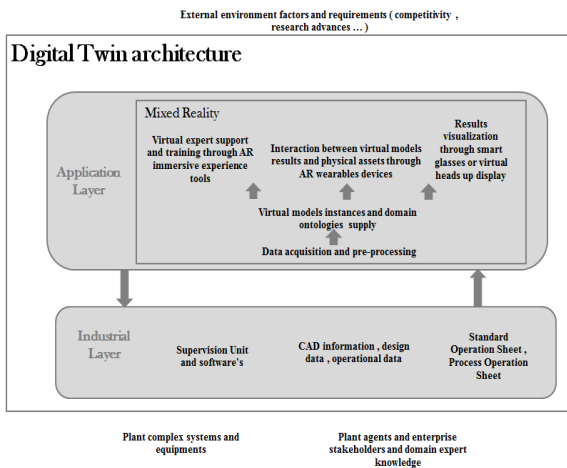 External environment factors and requirements ( competitivity ,
research advances ... )
Digital Twin architecture
Mixed Reality
Virtual expert support
and training through AR
immersive experience
tools
Interaction between virtual models
results and physical assets through
AR wearables devices
Results
visualization
through smart
glasses or virtual
heads up display
Application
Layer
Virtual models instances and domain
ontologies supply
Data acquisition and pre-processing
Industrial
Layer
Supervision Unit
and software's
CAD information , design
data , operational data
Standard
Operation Sheet ,
Process Operation
Sheet
Plant complex systems and
equipments
Plant agents and enterprise
stakeholders and domain expert
knowledge